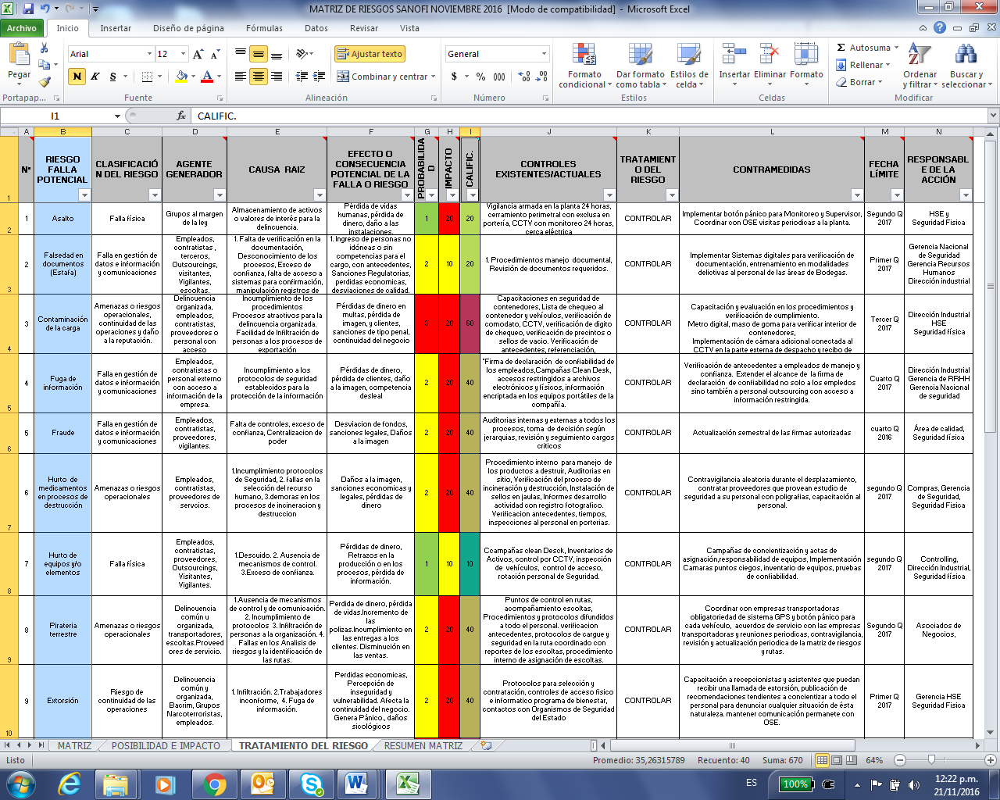 MATRIZ DE RIESGOS SANOFI NOVIEMBRE 2016 [Modo de compatibilidad] - Microsoft Excel
Archivo Inicio Insertar Diseño de página Fórmulas Datos Revisar Vista
Pegar
Arial 12
N K S
Ajustar texto
Combinar y centrar
General
$ % 000
Formato condicional
Dar formato como tabla
Estilos de celda
Insertar Eliminar Formato
Autosuma
Rellenar
Borrar
Ordenar y filtrar
Buscar y seleccionar
Portapap... Fuente Alineación Número Estilos Celdas Modificar
I1 fx CALIFIC.
A B C D E F G H I J K L M N
1
Nº
RIESGO FALLA POTENCIAL
CLASIFICACIÓN DEL RIESGO
AGENTE GENERADOR
CAUSA RAIZ
EFECTO O CONSECUENCIA POTENCIAL DE LA FALLA O RIESGO
PROBABILIDAD
IMPACTO
CALIFIC.
CONTROLES EXISTENTES/ACTUALES
TRATAMIENTO DEL RIESGO
CONTRAMEDIDAS
FECHA LÍMITE
RESPONSABLE DE LA ACCIÓN
2
1
Asalto
Falla física
Grupos al margen de la ley
Almacenamiento de activos o valores de interés para la delincuencia.
Pérdida de vidas humanas, pérdida de dinero, daño a las instalaciones.
1
20
20
Vigilancia armada en la planta 24 horas, cerramiento perimetral con exclusa en portería, CCTV con monitoreo 24 horas, cerca eléctrica
CONTROLAR
Implementar botón pánico para Monitoreo y Supervisor, Coordinar con OSE visitas periodicas a la planta.
Segundo Q 2017
HSE y Seguridad Fisica
3
2
Falsedad en documentos (Estafa)
Falla en gestión de datos e información y comunicaciones
Empleados, contratistas , terceros, Outsourcings, visitantes, Vigilantes, escoltas.
1. Falta de verificación en la documentación, Desconocimiento de los procesos, Exceso de confianza, falta de acceso a sistemas para confirmación, manipulación registros de
1. Ingreso de personas no idóneas o sin competencias para el cargo, con antecedentes, Sanciones Regulatorias, perdidas economicas, desviaciones de calidad.
2
10
20
1. Procedimientos manejo documental, Revisión de documentos requeridos.
CONTROLAR
Implementar Sistemas digitales para verificación de documentación, entrenamiento en modalidades delictivas al personal de las áreas de Bodegas.
Primer Q 2017
Gerencia Nacional de Seguridad Gerencia Recursos Humanos Dirección industrial
4
3
Contaminación de la carga
Amenazas o riesgos operacionales, continuidad de las operaciones y daño a la reputación.
Delincuencia organizada, empleados, contratistas, proveedores o personal con acceso
Incumplimiento de los procedimientos Procesos atractivos para la delincuencia organizada. Facilidad de Infiltración de personas a los procesos de exportación
Pérdidas de dinero en multas, pérdida de imagen, y clientes, sanciones de tipo penal, continuidad del negocio
3
20
60
Capacitaciones en seguridad de contenedores, Lista de chequeo al contenedor y vehículos, verificación de comodato, CCTV, verificación de digito de chequeo, verificación de precintos o sellos de vacio. Verificación de antecedentes, referenciación,
CONTROLAR
Capacitación y evaluación en los procedimientos y verificación de cumplimiento. Metro digital, maso de goma para verificar interior de contenedores, Implementación de cámara adicional conectada al CCTV en la parte externa de despacho y recibo de
Tercer Q 2017
Dirección Industrial HSE Seguridad física
5
4
Fuga de información
Falla en gestión de datos e información y comunicaciones
Empleados, contratistas o personal externo con acceso a información de la empresa.
Incumplimiento a los protocolos de seguridad establecidos para la protección de la información
Pérdidas de dinero, pérdida de clientes, daño a la imagen, competencia desleal
2
20
40
"Firma de declaración de confiabilidad de los empleados,Campañas Clean Desk, accesos restringidos a archivos electrónicos y físicos, información encriptada en los equipos portátiles de la compañía.
CONTROLAR
Verificación de antecedentes a empleados de manejo y confianza. Extender el alcance de la firma de declaración de confiabilidad no solo a los empledos sino también a personal outsourcing con acceso a información restringida.
Cuarto Q 2017
Dirección Industrial Gerencia de RRHH Gerencia Nacional de seguridad
6
5
Fraude
Falla en gestión de datos e información y comunicaciones
Empleados, contratistas, proveedores, vigilantes.
Falta de controles, exceso de confianza, Centralizacion de poder
Desviacion de fondos, sanciones legales, Daños a la imagen
2
20
40
Auditorias internas y externas a todos los procesos, toma de decisión según jerarquias, revisión y seguimiento cargos criticos
CONTROLAR
Actualización semestral de las firmas autorizadas
cuarto Q 2016
Área de calidad, Seguridad física
7
6
Hurto de medicamentos en procesos de destrucción
Amenazas o riesgos operacionales
Empleados, contratistas, proveedores de servcios.
1.Incumplimiento protocolos de Seguridad, 2. fallas en la selección del recurso humano, 3.demoras en los procesos de incineracion y destruccion
Daños a la imagen, sanciones economicas y legales, pérdidas de dinero
2
20
40
Procedimiento interno para manejo de los productos a destruir, Auditorias en sitio, Verificación del proceso de incineración y destrucción, Instalación de sellos en jaulas, Informes desarrollo actividad con registro fotografico. Verificacion antecedentes, tiempos, inspecciones al personal en porterias.
CONTROLAR
Contravigilancia aleatoria durante el desplazamiento, contratar proveedores que provean estudio de seguridad a su personal con poligrafias, capacitación al personal.
segundo Q 2017
Compras, Gerencia de Seguridad, Seguridad física
8
7
Hurto de equipos y/o elementos
Falla física
Empleados, contratistas, proveedores, Outsourcings, Visitantes, Vigilantes.
1.Descuido. 2. Ausencia de mecanismos de control. 3.Exceso de confianza.
Pérdidas de dinero, Retrazos en la producción o en los procesos, pérdida de información.
1
10
10
Ccampañas clean Desck, Inventarios de Activos, control por CCTV, inspección de vehículos, control de acceso, rotación personal de Seguridad.
CONTROLAR
Campañas de concientización y actas de asignación,responsabilidad de equipos, Implementación Camaras puntos ciegos, inventario de equipos, pruebas de confiabilidad.
segundo Q 2017
Controlling, Dirección Industrial, Seguridad física
9
8
Pirateria terrestre
Amenazas o riesgos operacionales
Delincuencia común u organizada, transportadores, escoltas.Proveedores de servicio.
1.Ausencia de mecanismos de control y de comunicación. 2. Incumplimiento de protocolos 3. Infiltración de personas a la organización. 4. Fallas en los Analisis de riesgos y la identificación de las rutas.
Perdida de dinero, pérdida de vidas.Incremento de las polizas.Incumplimiento en las entregas a los clientes. Disminución en las ventas.
2
20
40
Puntos de control en rutas, acompañamiento escoltas, Procedimientos y protocolos difundidos a todo el personal. verificacion antecedentes, protocolos de cargue y seguridad en la ruta coordinado con reportes de los escoltas, procedimiento interno de asignación de escoltas.
CONTROLAR
Coordinar con empresas transportadoras obligatoriedad de sistema GPS y botón pánico para cada vehículo, acuerdos de servicio con las empresas transportadoras y reuniones periodicas, contravigilancia, revisión y actualización periodica de la matriz de riesgos y rutas.
Segundo Q 2017
Asociados de Negocios,
10
9
Extorsión
Riesgo de continuidad de las operaciones
Delincuencia común y organizada, Bacrim, Grupos Narcoterroristas, empleados.
1. Infiltración. 2.Trabajadores inconforme, 4. Fuga de información.
Perdidas economicas, Percepción de inseguridad y vulnerabilidad. Afecta la continuidad del negocio. Genera Pánico., daños sicológicos
2
20
40
Protocolos para selección y contratación, controles de acceso fisico e informatico programa de bienestar, contactos con Organismos de Seguridad del Estado
CONTROLAR
Capacitación a recepcionistas y asistentes que puedan recibir una llamada de extorsión, publicación de recomendaciones tendientes a concientizar a todo el personal para denunciar cualquier situación de ésta naturaleza. mantener comunicación permanete con OSE.
Primer Q 2017
Gerencia HSE Seguridad física
MATRIZ POSIBILIDAD E IMPACTO TRATAMIENTO DEL RIESGO RESUMEN MATRIZ
Listo Promedio: 35,26315789 Recuento: 40 Suma: 670 64%
ES 100% 12:22 p.m.
21/11/2016